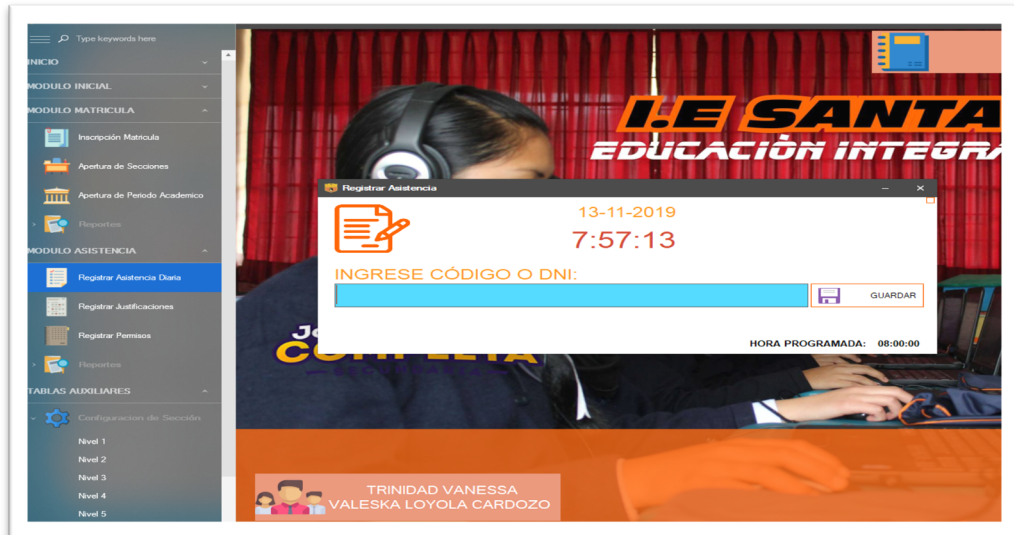 Type keywords here
INICIO
MODULO INICIAL
MODULO MATRICULA
Inscripción Matricula
Apertura de Secciones
Apertura de Periodo Academico
Reportes
MODULO ASISTENCIA
Registrar Asistencia Diaria
Registrar Justificaciones
Registrar Permisos
Reportes
TABLAS AUXILIARES
Configuracion de Sección
Nivel 1
Nivel 2
Nivel 3
Nivel 4
Nivel 5
I.E SANTA
EDUCACIÒN INTEGRA
Registrar Asistencia
13-11-2019
7:57:13
INGRESE CÓDIGO O DNI:
GUARDAR
HORA PROGRAMADA: 08:00:00
COMPLETA
SECUNDARIA
TRINIDAD VANESSA
VALESKA LOYOLA CARDOZO